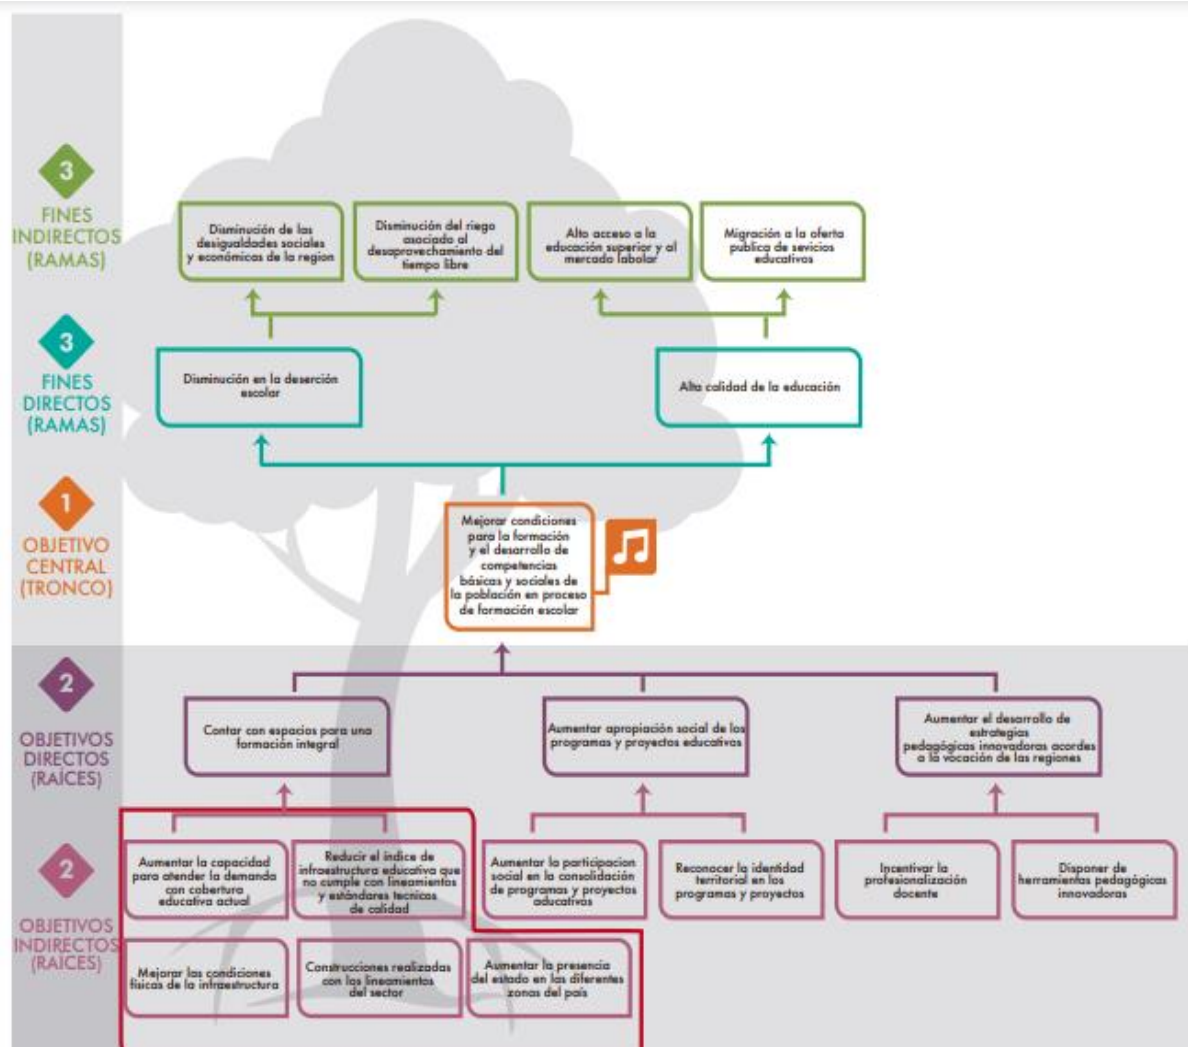 3
FINES
INDIRECTOS
(RAMAS)
Disminución de las
desigualdades sociales
y económicas de la region
Disminución del riego
asociado al
desaprovechamiento del
tiempo libre
Alto acceso a la
educación superior y al
mercado labolar
Migración a la oferta
publica de sevicios
educativos
3
FINES
DIRECTOS
(RAMAS)
Disminución en la deserción
escolar
Alta calidad de la educación
1
OBJETIVO
CENTRAL
(TRONCO)
Mejorar condiciones
para la formación
y el desarrollo de
competencias
básicas y sociales de
la población en proceso
de formación escolar
2
OBJETIVOS
DIRECTOS
(RAÍCES)
Contar con espacios para una
formación integral
Aumentar apropiación social de los
programas y proyectos educativos
Aumentar el desarrollo de
estrategias
pedagógicas innovadoras acordes
a la vocación de las regiones
2
OBJETIVOS
INDIRECTOS
(RAÍCES)
Aumentar la capacidad
para atender la demanda
con cobertura
educativa actual
Reducir el índice de
infraestructura educativa que
no cumple con lineamientos
y estándares tecnicos
de calidad
Aumentar la participacion
social en la consolidación
de programas y proyectos
aducativos
Reconocer la identidad
territorial en los
programas y proyectos
Incentivar la
profesionalización
docente
Disponer de
herramientas pedagógicas
innovadoras
Mejorar las condiciones
físicas de la infraestructura
Construcciones realizadas
con los lineamientos
del sector
Aumentar la presencia
del estado en las diferentes
zonas del país